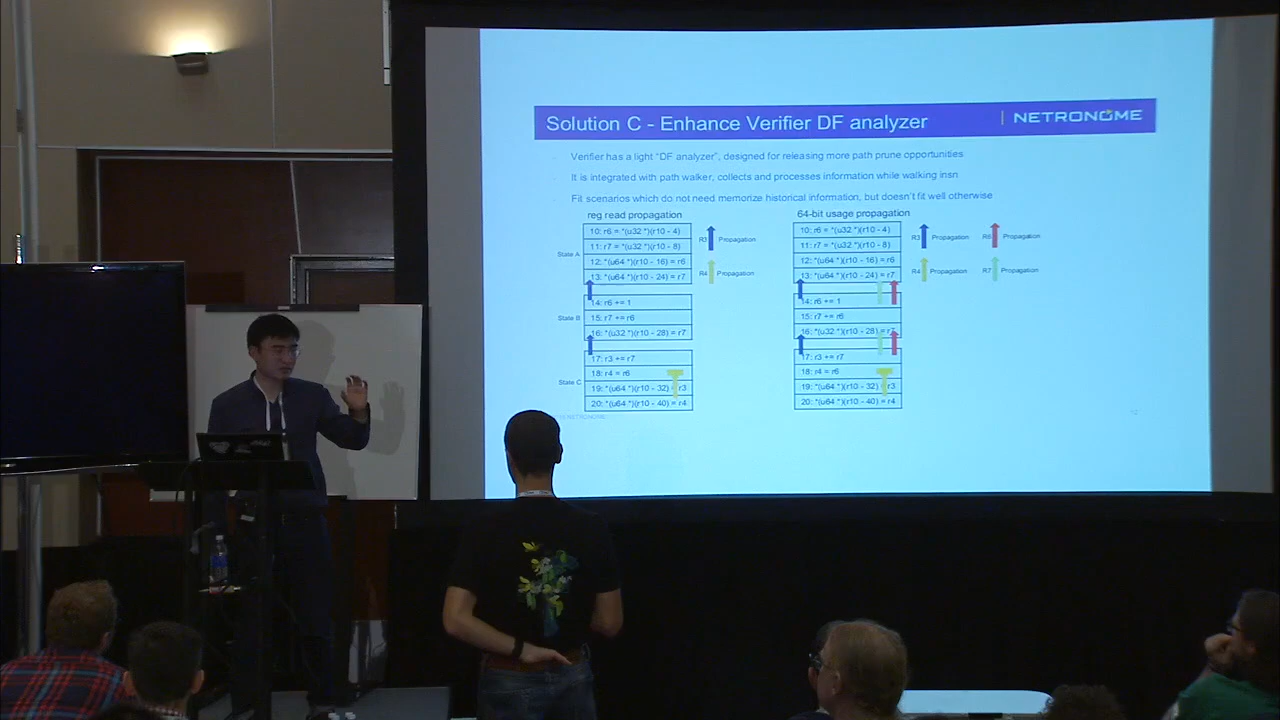 Solution C - Enhance Verifier DF analyzer
NETRONOME
Verifier has a light "DF analyzer", designed for releasing more path prune opportunities
It is integrated with path walker, collects and processes information while walking insn
Fit scenarios which do not need memorize historical information, but doesn't fit well otherwise
reg read propagation
State A
10: r6 = *(u32 *)(r10 - 4)
11: r7 = *(u32 *)(r10 - 8)
12: *(u64 *)(r10 - 16) = r6
13: *(u64 *)(r10 - 24) = r7
State B
14: r6 += 1
15: r7 += r6
16: *(u32 *)(r10 - 28) = r7
State C
17: r3 += r7
18: r4 = r6
19: *(u64 *)(r10 - 32) = r3
20: *(u64 *)(r10 - 40) = r4
R3 Propagation
R4 Propagation
64-bit usage propagation
10: r6 = *(u32 *)(r10 - 4)
11: r7 = *(u32 *)(r10 - 8)
12: *(u64 *)(r10 - 16) = r6
13: *(u64 *)(r10 - 24) = r7
14: r6 += 1
15: r7 += r6
16: *(u32 *)(r10 - 28) = r7
17: r3 += r7
18: r4 = r6
19: *(u64 *)(r10 - 32) = r3
20: *(u64 *)(r10 - 40) = r4
R3 Propagation
R6 Propagation
R4 Propagation
R7 Propagation
NETRONOME